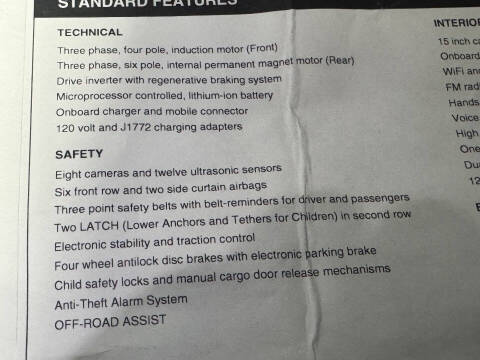 STANDARD FEATURES
TECHNICAL
Three phase, four pole, induction motor (Front)
Three phase, six pole, internal permanent magnet motor (Rear)
Drive inverter with regenerative braking system
Microprocessor controlled, lithium-ion battery
Onboard charger and mobile connector
120 volt and J1772 charging adapters
SAFETY
Eight cameras and twelve ultrasonic sensors
Six front row and two side curtain airbags
Three point safety belts with belt-reminders for driver and passengers
Two LATCH (Lower Anchors and Tethers for Children) in second row
Electronic stability and traction control
Four wheel antilock disc brakes with electronic parking brake
Child safety locks and manual cargo door release mechanisms
Anti-Theft Alarm System
OFF-ROAD ASSIST
INTERIOR
15 inch
Onboard
WiFi
FM
Hands
Voice
High
One
12